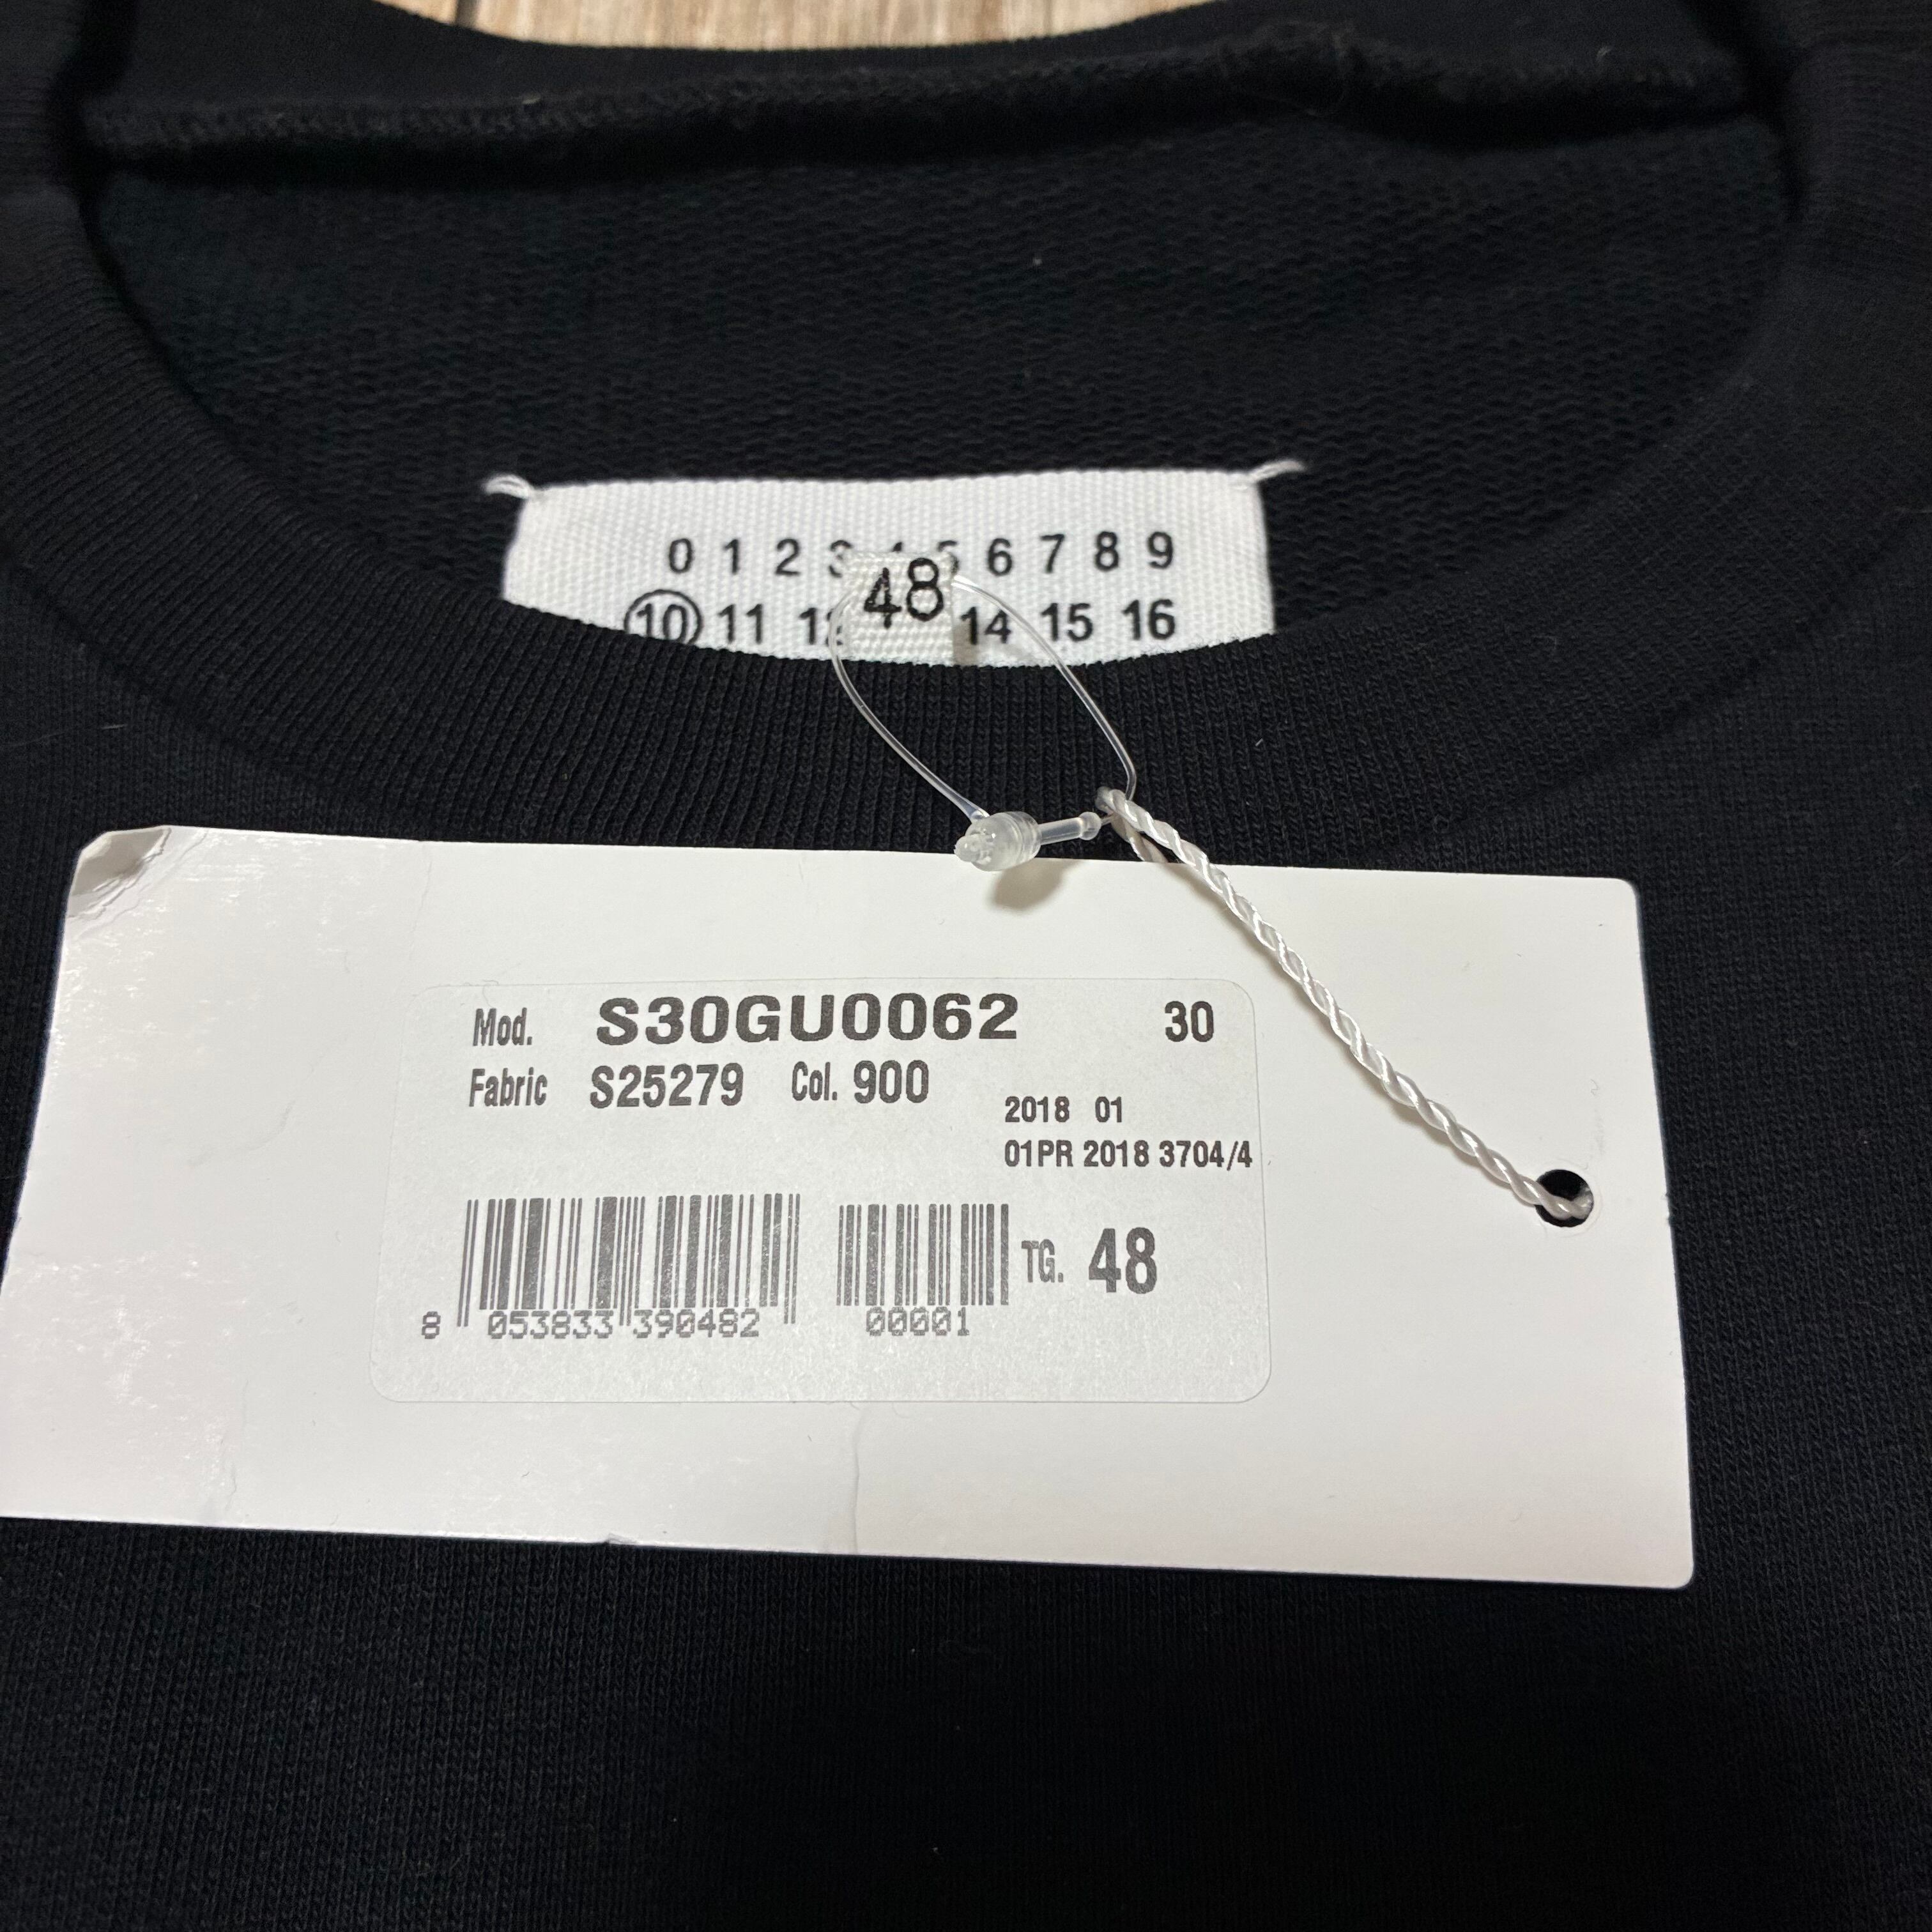 0 1 2 3 4 5 6 7 8 9
48
10 11 12 14 15 16
Mod. S30GU0062 30
Fabric S25279 Col. 900
2018 01
01PR 2018 3704/4
8 053833 390482 00001 TG. 48